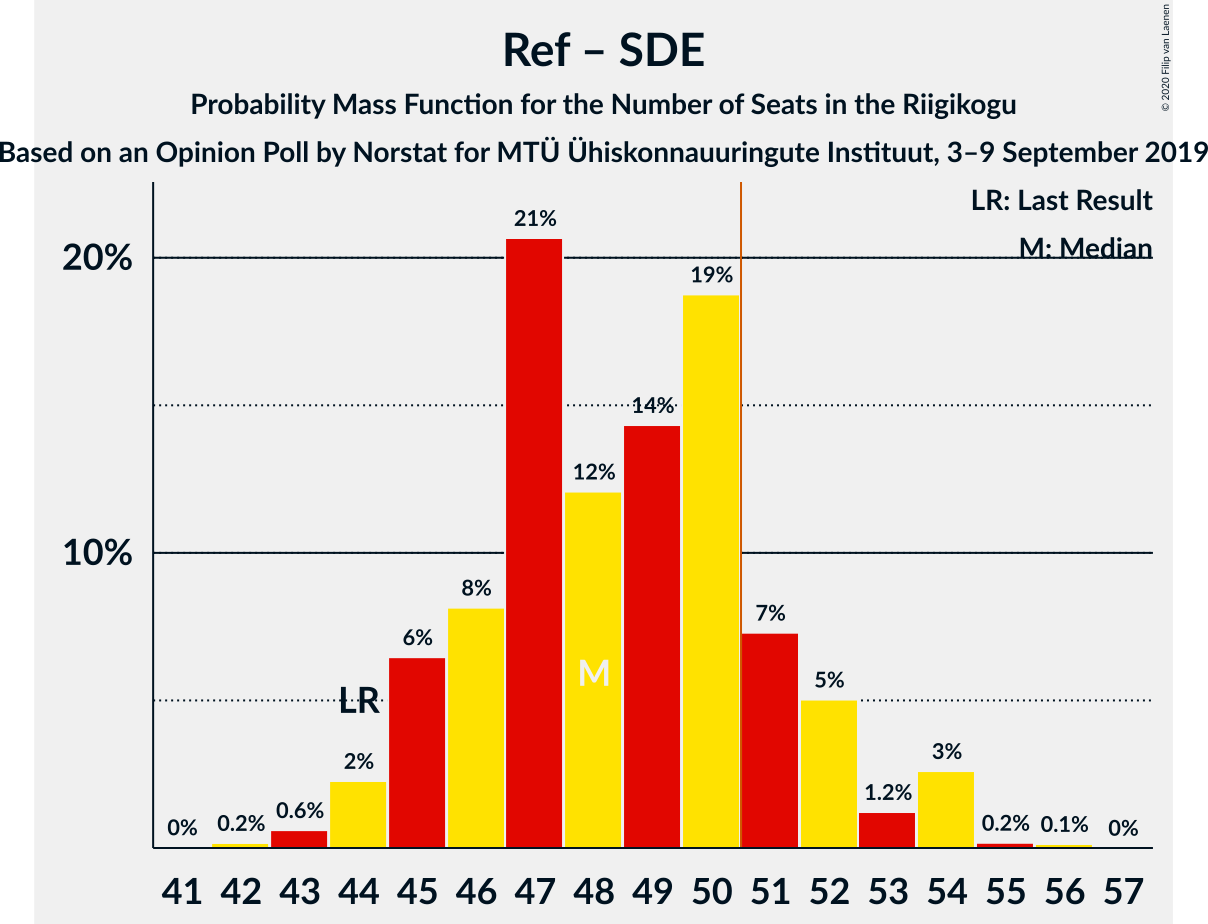 Ref – SDE
Probability Mass Function for the Number of Seats in the Riigikogu
Based on an Opinion Poll by Norstat for MTÜ Ühiskonnauuringute Instituut, 3–9 September 2019
© 2020 Filip van Laenen
LR: Last Result
M: Median
20%
10%
0%
0.2%
0.6%
2%
LR
6%
8%
21%
12%
M
14%
19%
7%
5%
1.2%
3%
0.2%
0.1%
0%
41 42 43 44 45 46 47 48 49 50 51 52 53 54 55 56 57